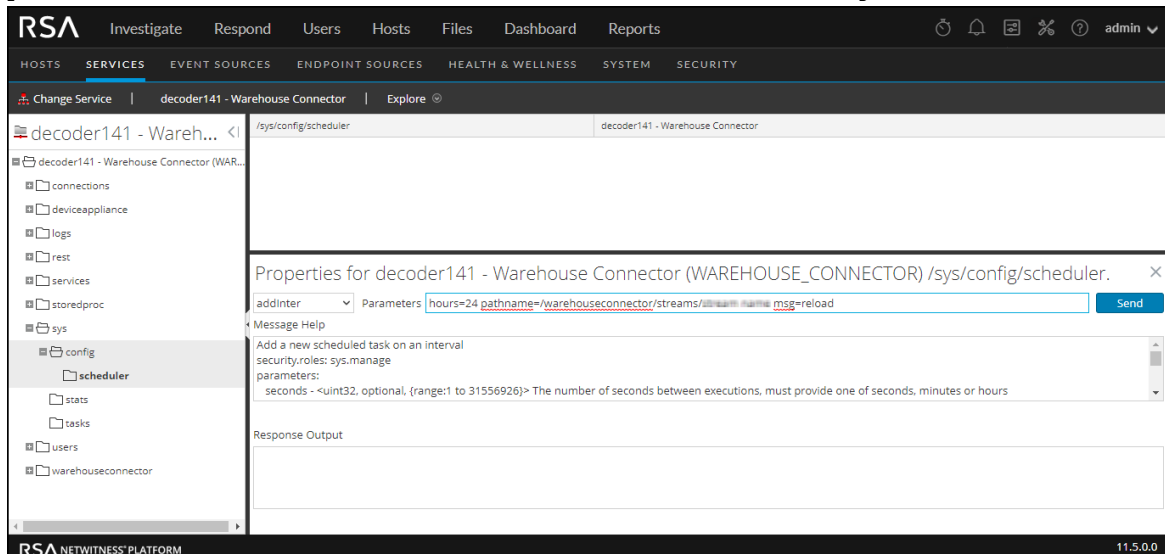 RSA Investigate Respond Users Hosts Files Dashboard Reports admin
HOSTS SERVICES EVENT SOURCES ENDPOINT SOURCES HEALTH & WELLNESS SYSTEM SECURITY
Change Service | decoder141 - Warehouse Connector | Explore
decoder141 - Wareh...
/sys/config/scheduler decoder141 - Warehouse Connector
decoder141 - Warehouse Connector (WAR...
connections
deviceappliance
logs
rest
services
storedproc
sys
config
scheduler
stats
tasks
users
warehouseconnector
Properties for decoder141 - Warehouse Connector (WAREHOUSE_CONNECTOR) /sys/config/scheduler.
addInter Parameters hours=24 pathname=/warehouseconnector/streams/ msg=reload Send
Message Help
Add a new scheduled task on an interval
security.roles: sys.manage
parameters:
seconds - <uint32, optional, {range:1 to 31556926}> The number of seconds between executions, must provide one of seconds, minutes or hours
Response Output
RSA NETWITNESS® PLATFORM 11.5.0.0